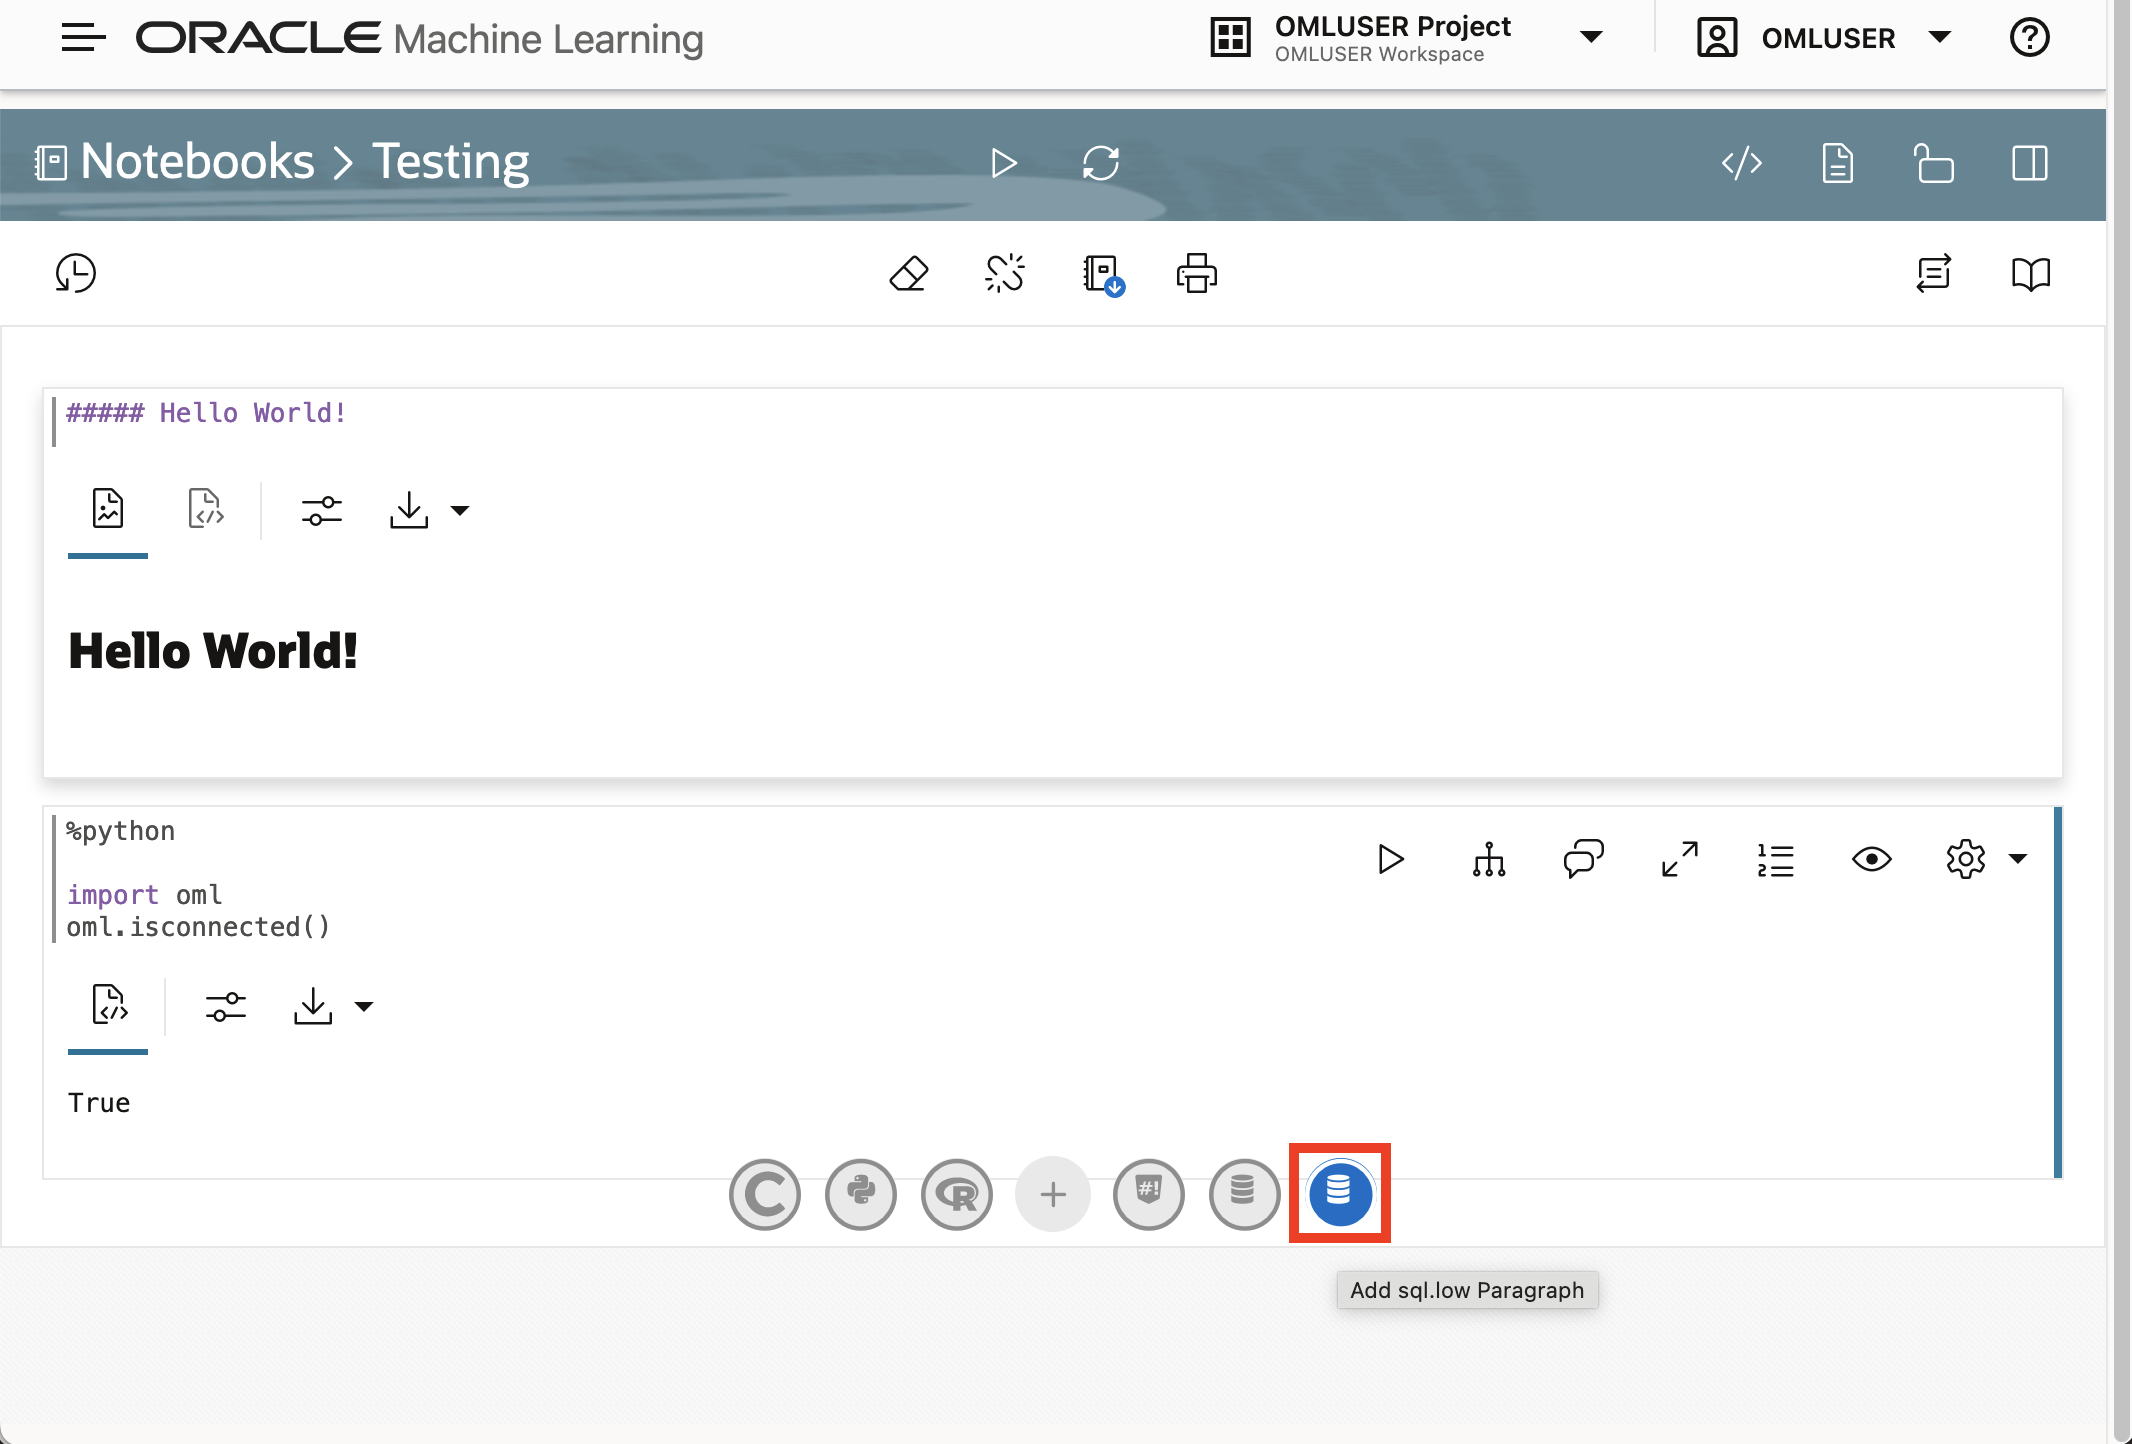 ORACLE Machine Learning
OMLUSER Project
OMLUSER Workspace
OMLUSER
?
Notebooks > Testing
##### Hello World!
Hello World!
%python
import oml
oml.isconnected()
True
C
R
+
#!
Add sql.low Paragraph